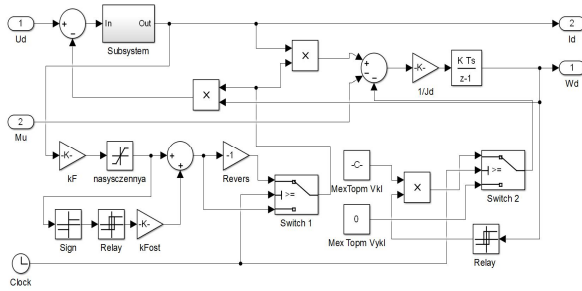 1
Ud
In
Out
Subsystem
2
Id
X
X
-K-
1/Jd
K Ts
z-1
1
Wd
2
Mu
-K-
kF
nasysczennya
-1
Revers
>=
Switch 1
-C-
MexTopm Vkl
X
>=
Switch 2
0
Mex Topm Vykl
Sign
Relay
-K-
kFost
Relay
Clock